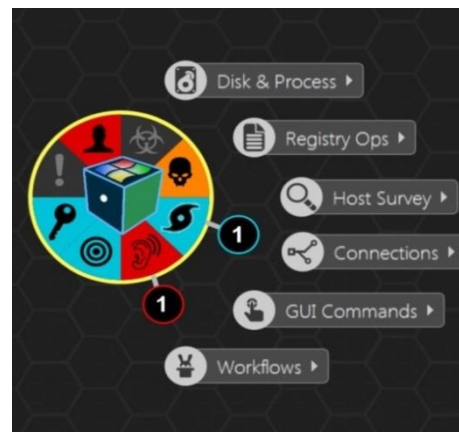 Disk & Process
Registry Ops
Host Survey
1
Connections
1
GUI Commands
Workflows